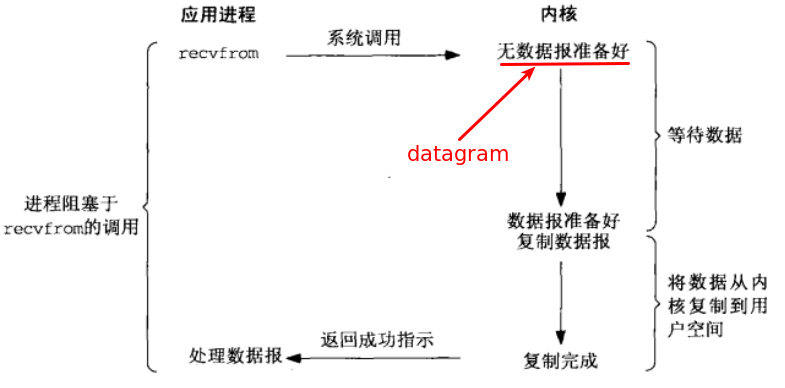 应用进程
内核
recvfrom
系统调用
无数据报准备好
datagram
等待数据
进程阻塞于
recvfrom的调用
数据报准备好
复制数据报
将数据从内
核复制到用
户空间
处理数据报
返回成功指示
复制完成